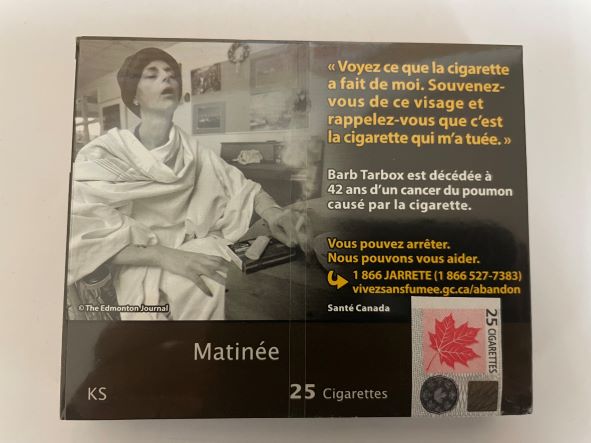 « Voyez ce que la cigarette
a fait de moi. Souvenez-
vous de ce visage et
rappelez-vous que c'est
la cigarette qui m'a tuée. »
Barb Tarbox est décédée à
42 ans d'un cancer du poumon
causé par la cigarette.
Vous pouvez arrêter.
Nous pouvons vous aider.
1 866 JARRETE (1 866 527-7383)
vivezsansfumee.gc.ca/abandon
Santé Canada
© The Edmonton Journal
Matinée
KS
25 Cigarettes
25 CIGARETTES